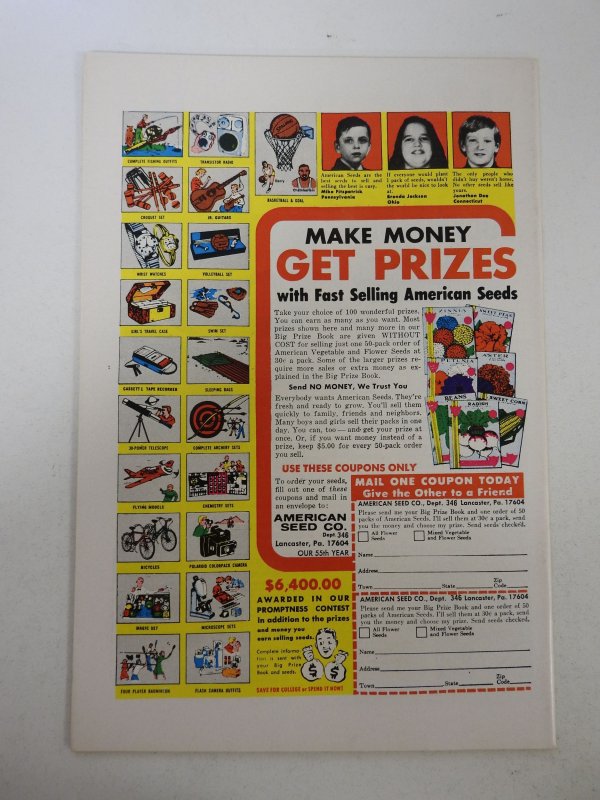 COMPLETE FISHING OUTFITS
TRANSISTOR RADIO
CROQUET SET
JR. GUITARS
WRIST WATCHES
VOLLEYBALL SET
GIRL'S TRAVEL CASE
SWIM SET
CASSETTE TAPE RECORDER
SLEEPING BAGS
30-POWER TELESCOPE
COMPLETE ARCHERY SETS
FLYING MODELS
CHEMISTRY SETS
BICYCLES
POLAROID COLORPACK CAMERA
MAGIC SET
MICROSCOPE SETS
FOUR PLAYER BADMINTON
FLASH CAMERA OUTFITS
BASKETBALL & GOAL
American Seeds are the
best seeds to sell and
selling the best is easy.
Mike Fitzpatrick
Pennsylvania
If everyone would plant
1 pack of seeds, wouldn't
the world be nice to look
at.
Brenda Jackson
Ohio
The only people who
didn't buy weren't home.
No other seeds sell like
yours.
Jonathan Dee
Connecticut
MAKE MONEY
GET PRIZES
with Fast Selling American Seeds
Take your choice of 100 wonderful prizes.
You can earn as many as you want. Most
prizes shown here and many more in our
Big Prize Book are given WITHOUT
COST for selling just one 50-pack order of
American Vegetable and Flower Seeds at
30¢ a pack. Some of the larger prizes re-
quire more sales or extra money as ex-
plained in the Big Prize Book.
Send NO MONEY, We Trust You
Everybody wants American Seeds. They're
fresh and ready to grow. You'll sell them
quickly to family, friends and neighbors.
Many boys and girls sell their packs in one
day. You can, too — and get your prize at
once. Or, if you want money instead of a
prize, keep $5.00 for every 50-pack order
you sell.
ZINNIA
SWEET PEAS
PETUNIA
ASTER
BEANS
RADISH
SWEET CORN
USE THESE COUPONS ONLY
To order your seeds,
fill out one of these
coupons and mail in
an envelope to:
AMERICAN
SEED CO.
Dept. 346
Lancaster, Pa. 17604
OUR 55th YEAR
MAIL ONE COUPON TODAY
Give the Other to a Friend
AMERICAN SEED CO., Dept. 346 Lancaster, Pa. 17604
Please send me your Big Prize Book and one order of 50
packs of American Seeds. I'll sell them at 30¢ a pack, send
you the money and choose my prize. Send seeds checked.
All Flower Seeds
Mixed Vegetable and Flower Seeds
Name
Address
Town State Zip Code
AMERICAN SEED CO., Dept. 346 Lancaster, Pa. 17604
Please send me your Big Prize Book and one order of 50
packs of American Seeds. I'll sell them at 30¢ a pack, send
you the money and choose my prize. Send seeds checked.
All Flower Seeds
Mixed Vegetable and Flower Seeds
Name
Address
Town State Zip Code
$6,400.00
AWARDED IN OUR
PROMPTNESS CONTEST
In addition to the prizes
and money you
earn selling seeds.
Complete informa
tion is sent with
your Big Prize
Book and seeds.
SAVE FOR COLLEGE or SPEND IT NOW!